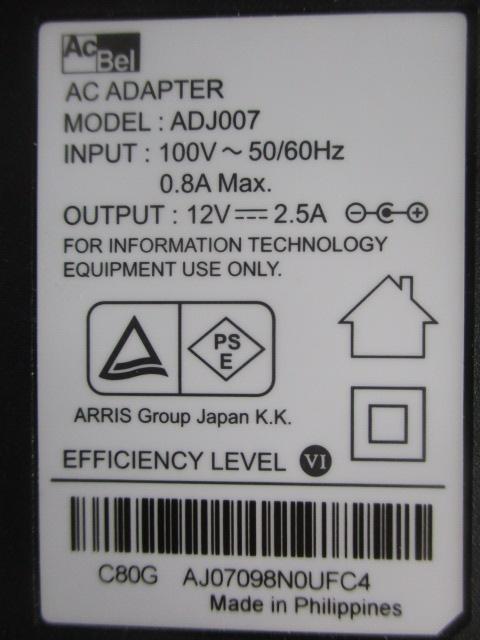 AcBel
AC ADAPTER
MODEL : ADJ007
INPUT : 100V ~ 50/60Hz
0.8A Max.
OUTPUT : 12V⎓ 2.5A
FOR INFORMATION TECHNOLOGY
EQUIPMENT USE ONLY.
PS
E
ARRIS Group Japan K.K.
EFFICIENCY LEVEL VI
C80G AJ07098N0UFC4
Made in Philippines